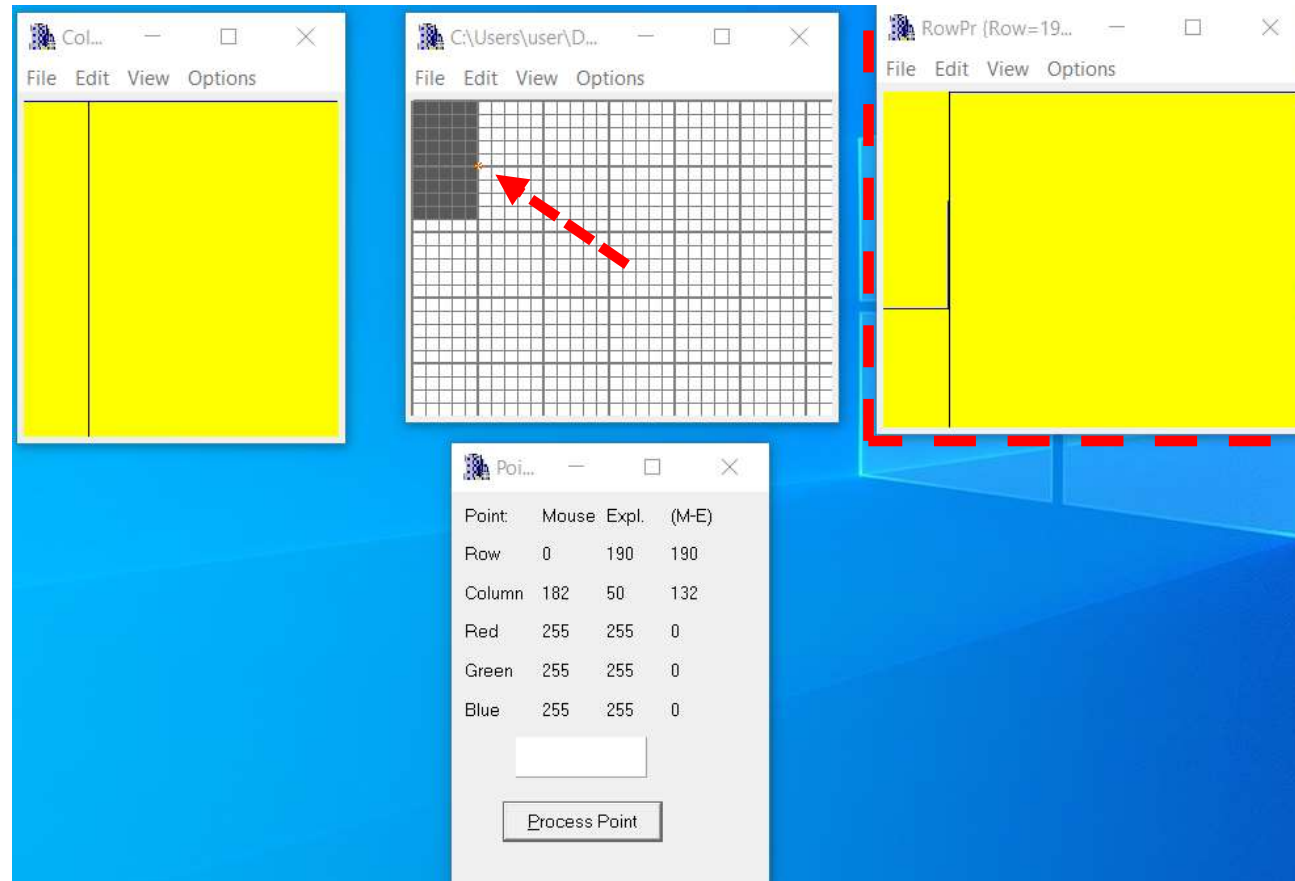 Col...
File Edit View Options
C:\Users\user\D...
File Edit View Options
RowPr {Row=19...
File Edit View Options
Poi...
Point: Mouse Expl. (M-E)
Row 0 190 190
Column 182 50 132
Red 255 255 0
Green 255 255 0
Blue 255 255 0
Process Point